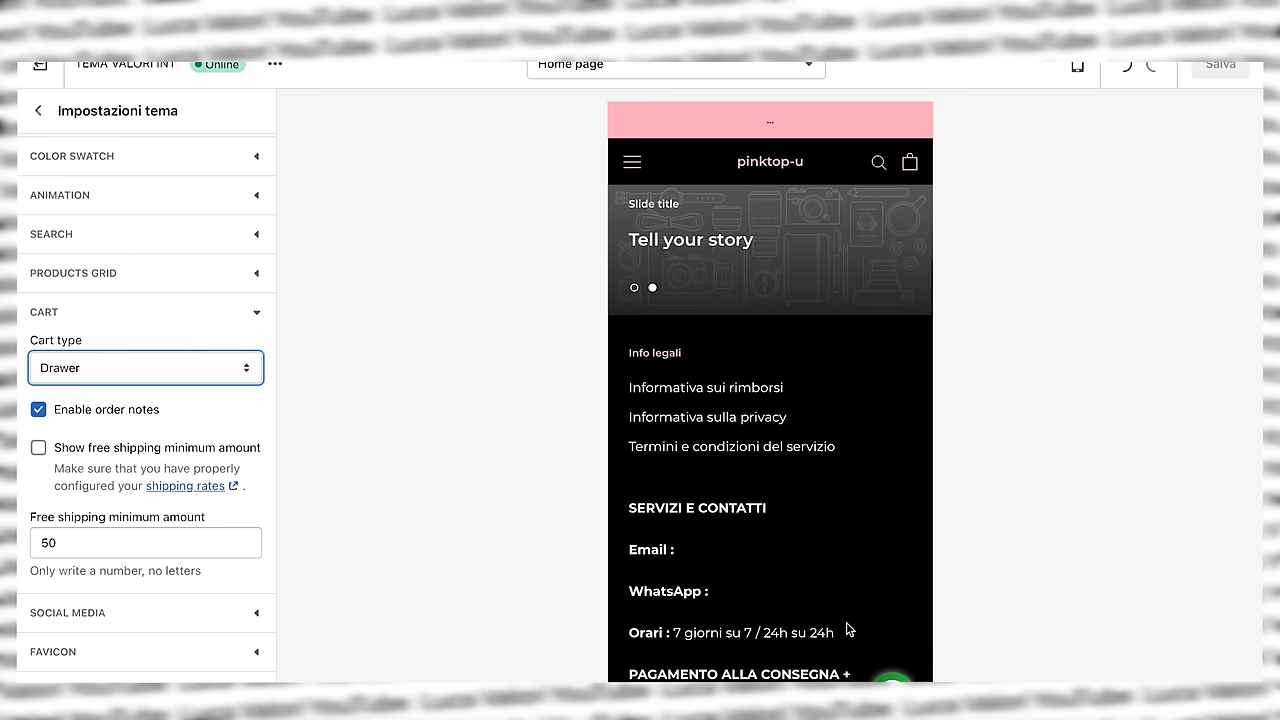 TEMA VALORI INT
Online
Home page
Salva
Impostazioni tema
COLOR SWATCH
ANIMATION
SEARCH
PRODUCTS GRID
CART
Cart type
Drawer
Enable order notes
Show free shipping minimum amount
Make sure that you have properly
configured your shipping rates .
Free shipping minimum amount
50
Only write a number, no letters
SOCIAL MEDIA
FAVICON
...
pinktop-u
Slide title
Tell your story
Info legali
Informativa sui rimborsi
Informativa sulla privacy
Termini e condizioni del servizio
SERVIZI E CONTATTI
Email :
WhatsApp :
Orari : 7 giorni su 7 / 24h su 24h
PAGAMENTO ALLA CONSEGNA +